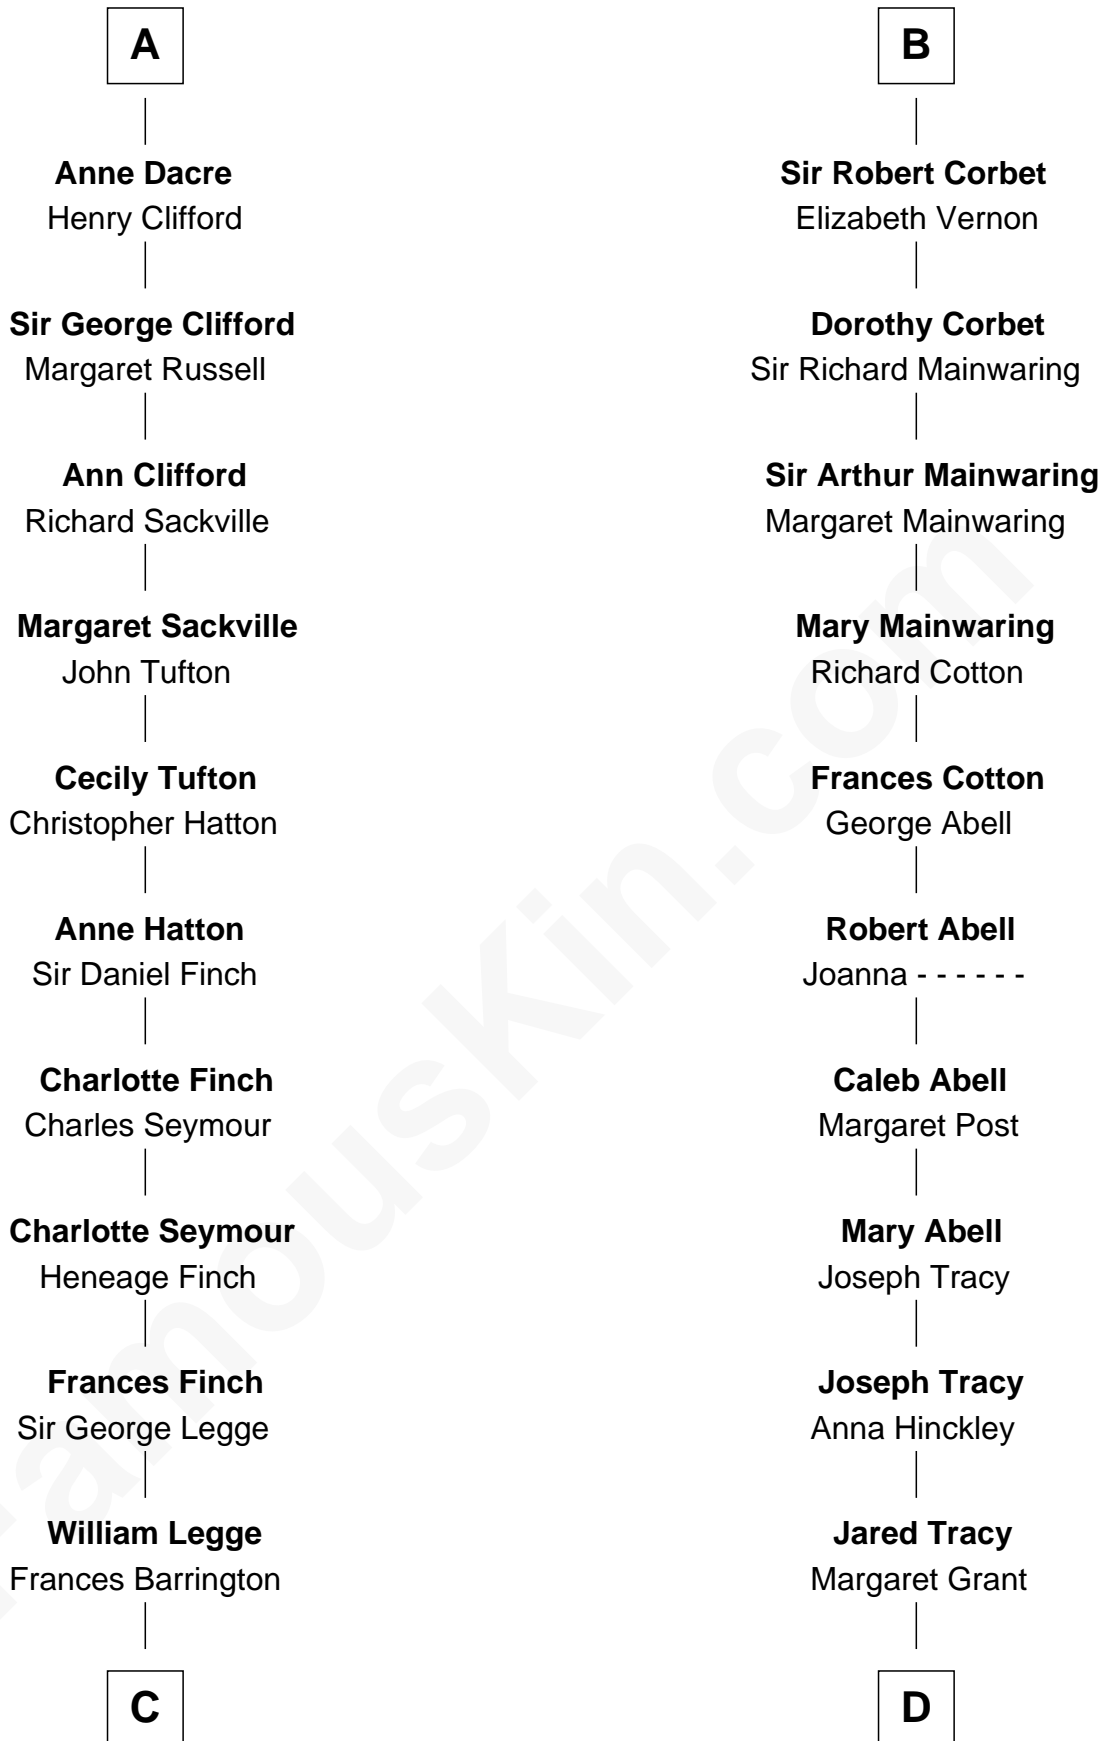 A
Anne Dacre
Henry Clifford
Sir George Clifford
Margaret Russell
Ann Clifford
Richard Sackville
Margaret Sackville
John Tufton
Cecily Tufton
Christopher Hatton
Anne Hatton
Sir Daniel Finch
Charlotte Finch
Charles Seymour
Charlotte Seymour
Heneage Finch
Frances Finch
Sir George Legge
William Legge
Frances Barrington
C
B
Sir Robert Corbet
Elizabeth Vernon
Dorothy Corbet
Sir Richard Mainwaring
Sir Arthur Mainwaring
Margaret Mainwaring
Mary Mainwaring
Richard Cotton
Frances Cotton
George Abell
Robert Abell
Joanna - - - - - -
Caleb Abell
Margaret Post
Mary Abell
Joseph Tracy
Joseph Tracy
Anna Hinckley
Jared Tracy
Margaret Grant
D
FamousKin.com